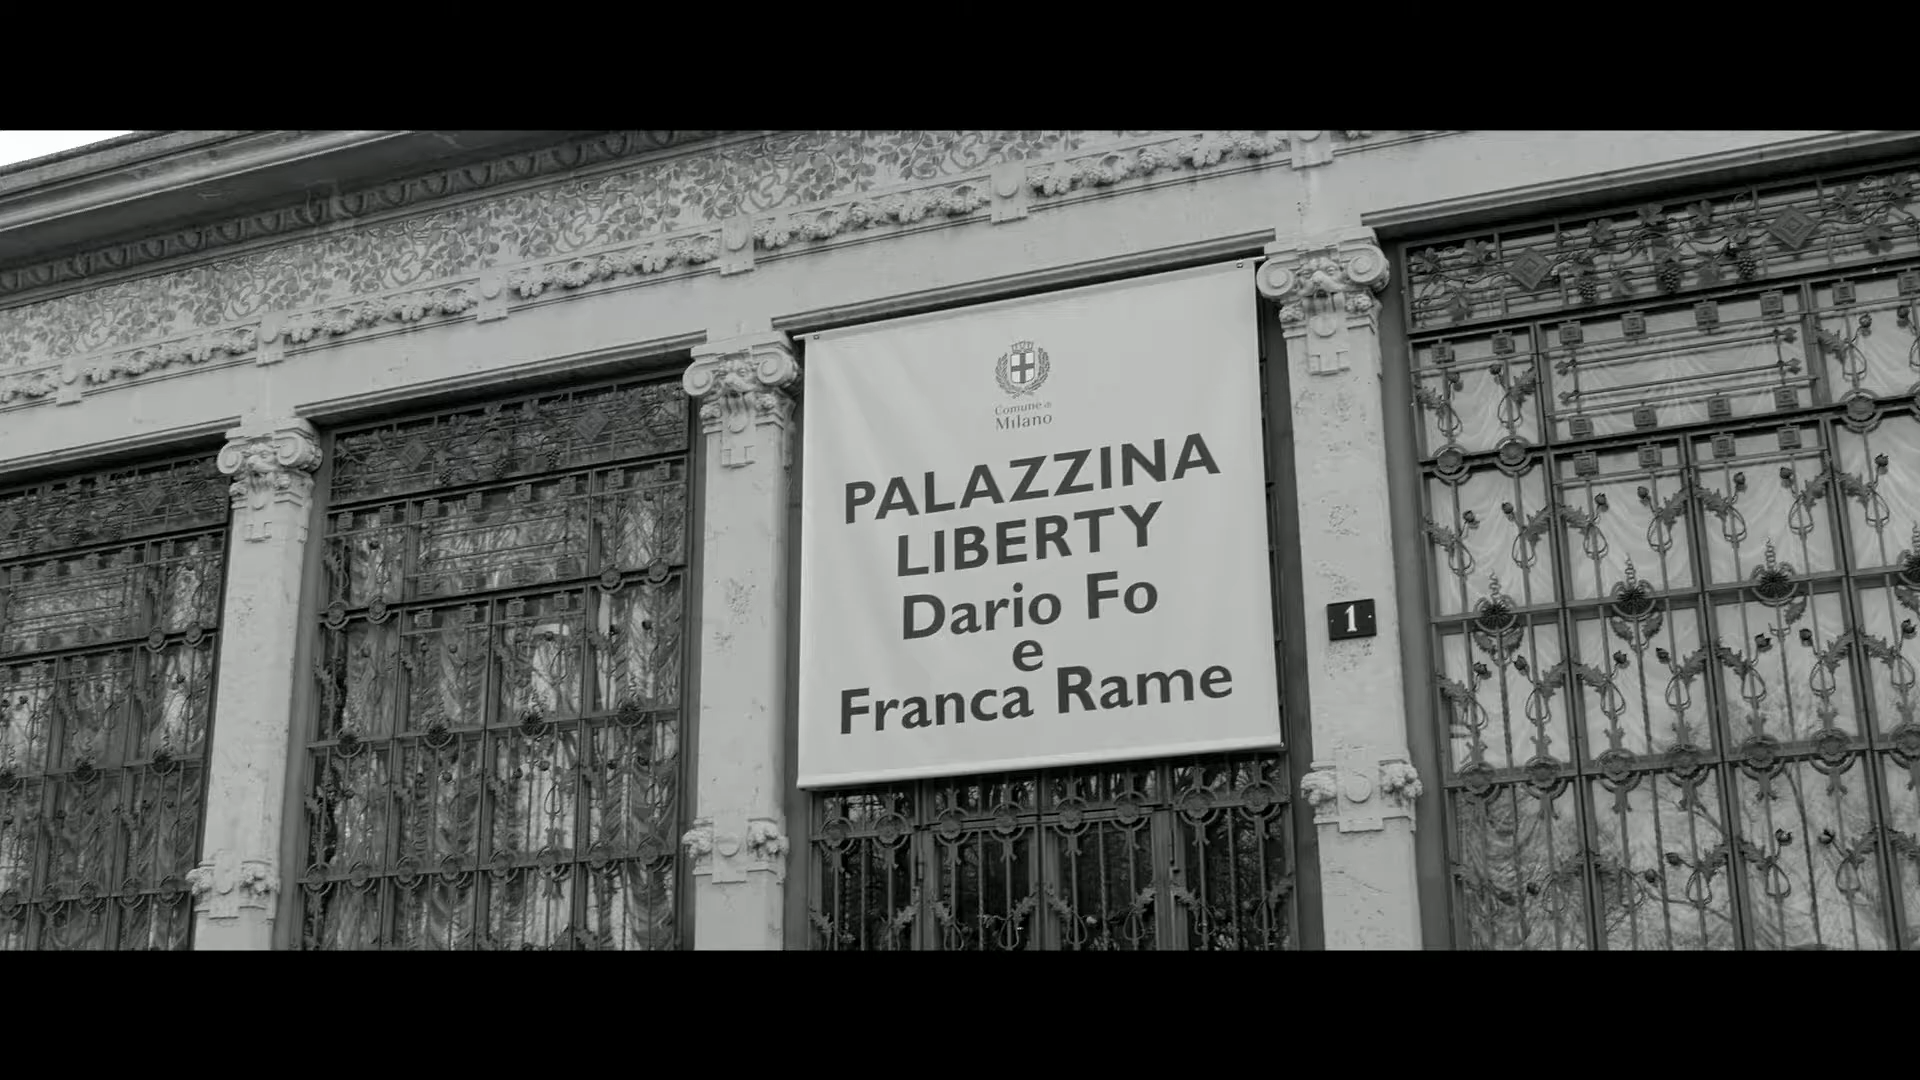 Comune di
Milano
PALAZZINA
LIBERTY
Dario Fo
e
Franca Rame
1